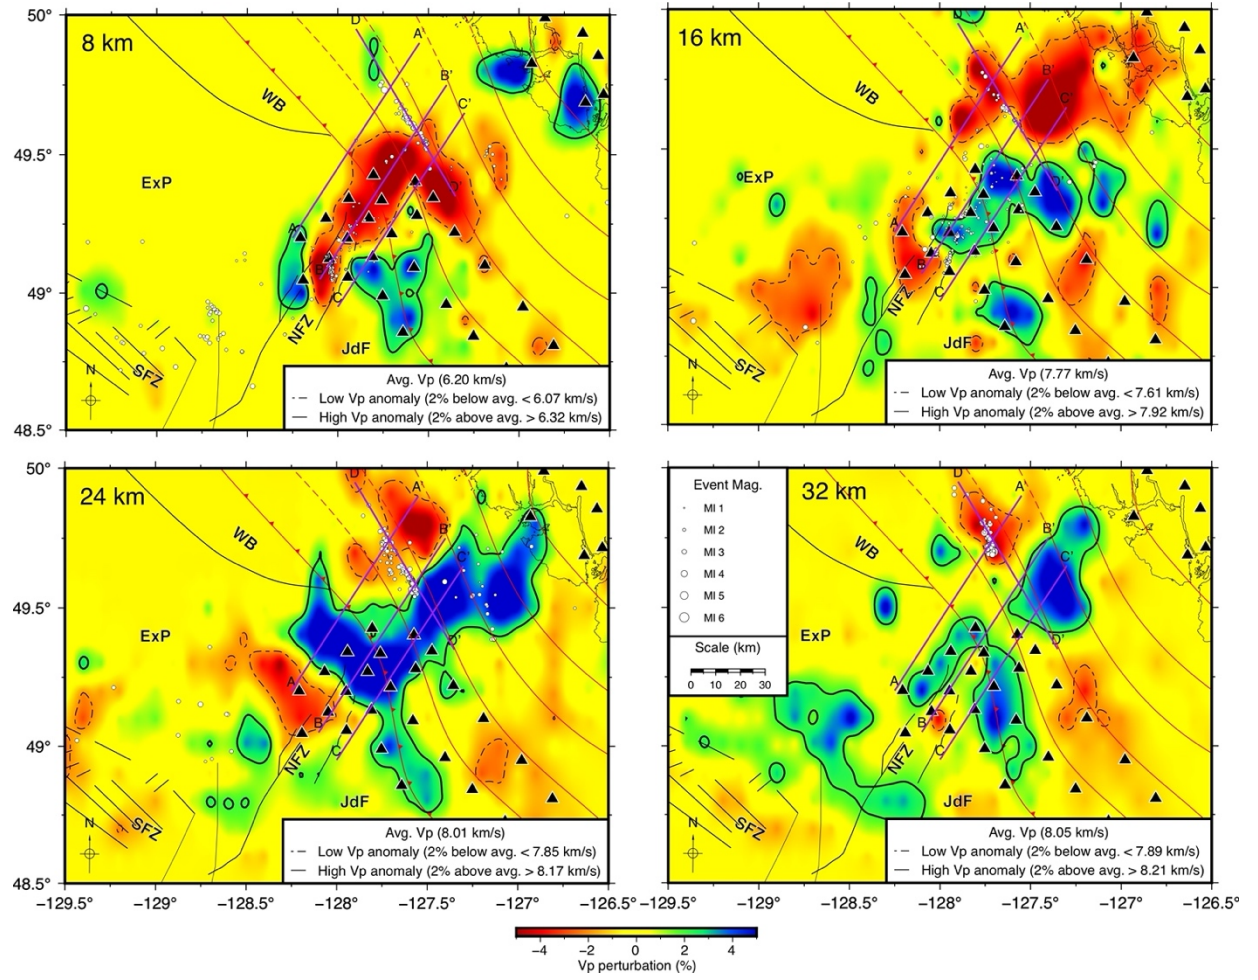 50°
49.5°
49°
48.5°
8 km
D
A'
B'
C'
WB
ExP
D'
A
B
C
NFZ
JdF
SFZ
N
Avg. Vp (6.20 km/s)
Low Vp anomaly (2% below avg. < 6.07 km/s)
High Vp anomaly (2% above avg. > 6.32 km/s)
16 km
D
A'
B'
C'
WB
ExP
D'
A
B
C
NFZ
JdF
SFZ
N
Avg. Vp (7.77 km/s)
Low Vp anomaly (2% below avg. < 7.61 km/s)
High Vp anomaly (2% above avg. > 7.92 km/s)
50°
49.5°
49°
48.5°
24 km
D
A'
B'
C'
WB
ExP
D'
A
B
C
NFZ
JdF
SFZ
N
Avg. Vp (8.01 km/s)
Low Vp anomaly (2% below avg. < 7.85 km/s)
High Vp anomaly (2% above avg. > 8.17 km/s)
−129.5° −129° −128.5° −128° −127.5° −127° −126.5°
Event Mag.
Ml 1
Ml 2
Ml 3
Ml 4
Ml 5
Ml 6
Scale (km)
0 10 20 30
32 km
D
A'
B'
C'
WB
ExP
D'
A
B
C
NFZ
JdF
SFZ
N
Avg. Vp (8.05 km/s)
Low Vp anomaly (2% below avg. < 7.89 km/s)
High Vp anomaly (2% above avg. > 8.21 km/s)
−129.5° −129° −128.5° −128° −127.5° −127° −126.5°
−4 −2 0 2 4
Vp perturbation (%)